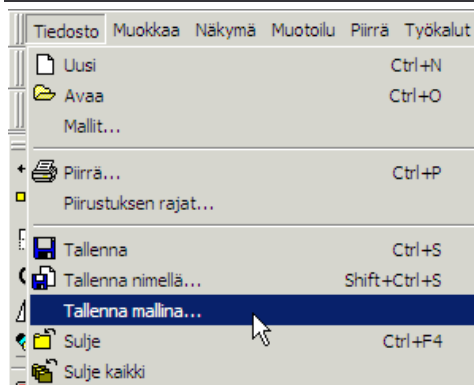 Tiedosto Muokkaa Näkymä Muotoilu Piirrä Työkalut
Uusi Ctrl+N
Avaa Ctrl+O
Mallit...
Piirrä... Ctrl+P
Piirustuksen rajat...
Tallenna Ctrl+S
Tallenna nimellä... Shift+Ctrl+S
Tallenna mallina...
Sulje Ctrl+F4
Sulje kaikki